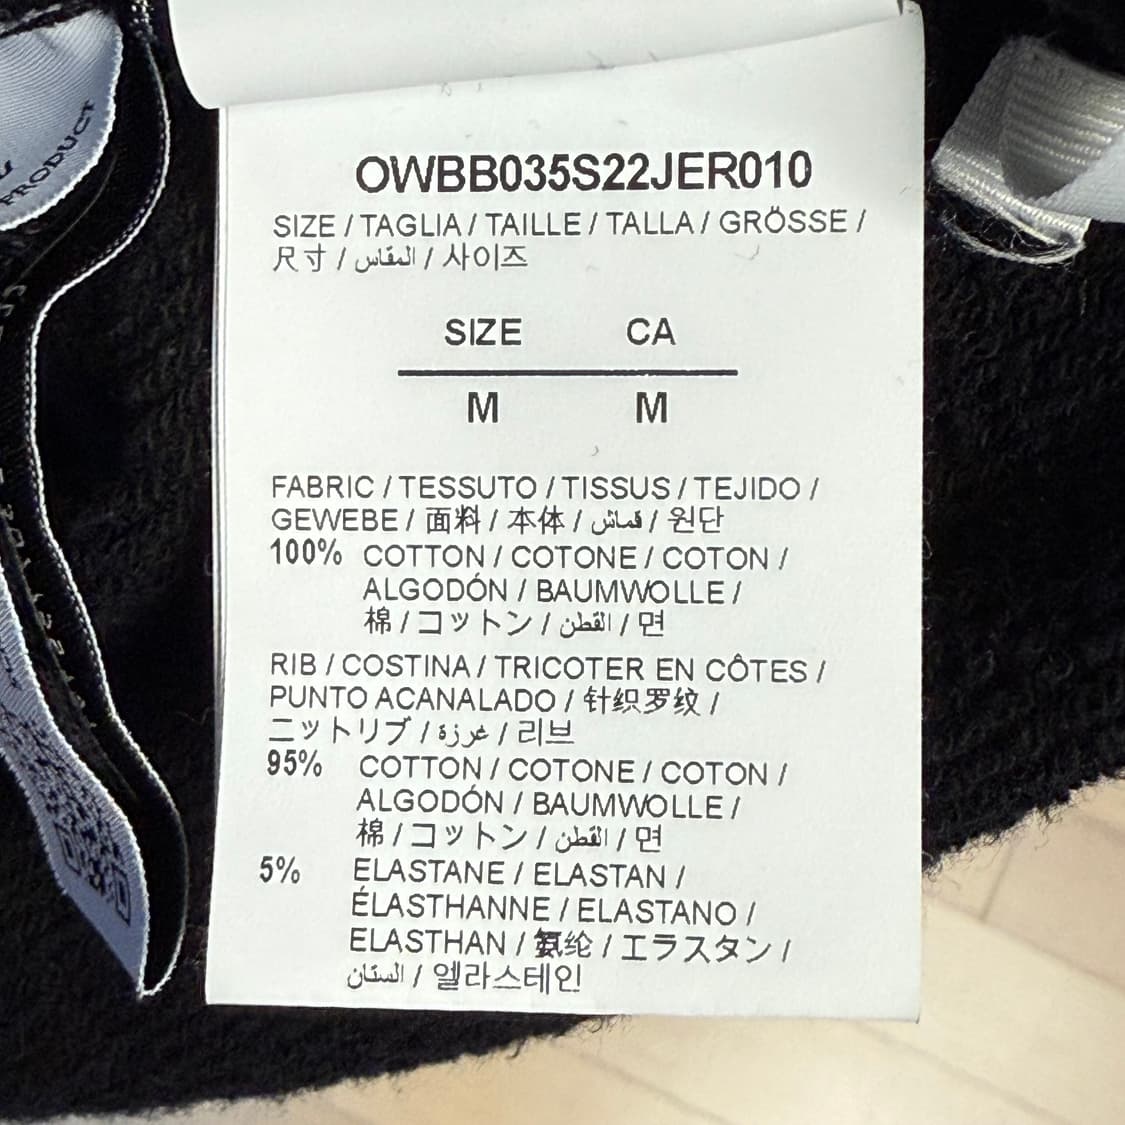 PRODUCT
OWBB035S22JER010
SIZE / TAGLIA / TAILLE / TALLA / GRÖSSE /
尺寸 / المقاس / 사이즈
SIZE CA
M M
FABRIC / TESSUTO / TISSUS / TEJIDO /
GEWEBE / 面料 / 本体 / قماش / 원단
100% COTTON / COTONE / COTON /
ALGODÓN / BAUMWOLLE /
棉 / コットン / القطن / 면
RIB / COSTINA / TRICOTER EN CÔTES /
PUNTO ACANALADO / 针织罗纹 /
ニットリブ / غرزة / 리브
95% COTTON / COTONE / COTON /
ALGODÓN / BAUMWOLLE /
棉 / コットン / القطن / 면
5% ELASTANE / ELASTAN /
ÉLASTHANNE / ELASTANO /
ELASTHAN / 氨纶 / エラスタン /
الستان / 엘라스테인